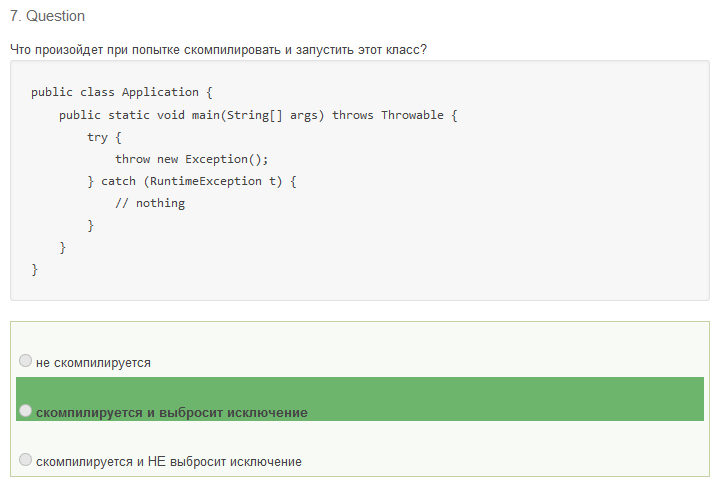 7. Question
Что произойдет при попытке скомпилировать и запустить этот класс?
public class Application {
    public static void main(String[] args) throws Throwable {
        try {
            throw new Exception();
        } catch (RuntimeException t) {
            // nothing
        }
    }
}
не скомпилируется
скомпилируется и выбросит исключение
скомпилируется и НЕ выбросит исключение